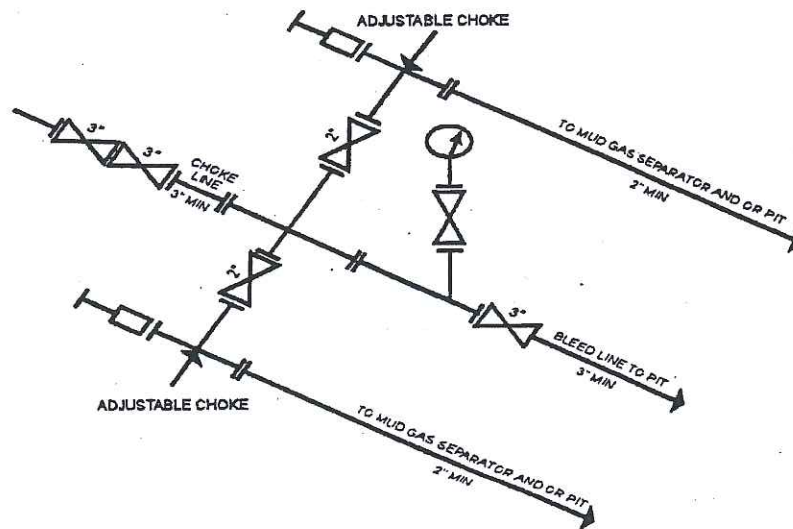 ADJUSTABLE CHOKE
3"
3"
CHOKE
LINE
3" MIN
2"
TO MUD GAS SEPARATOR AND OR PIT
2" MIN
2"
3"
BLEED LINE TO PIT
3" MIN
ADJUSTABLE CHOKE
TO MUD GAS SEPARATOR AND OR PIT
2" MIN